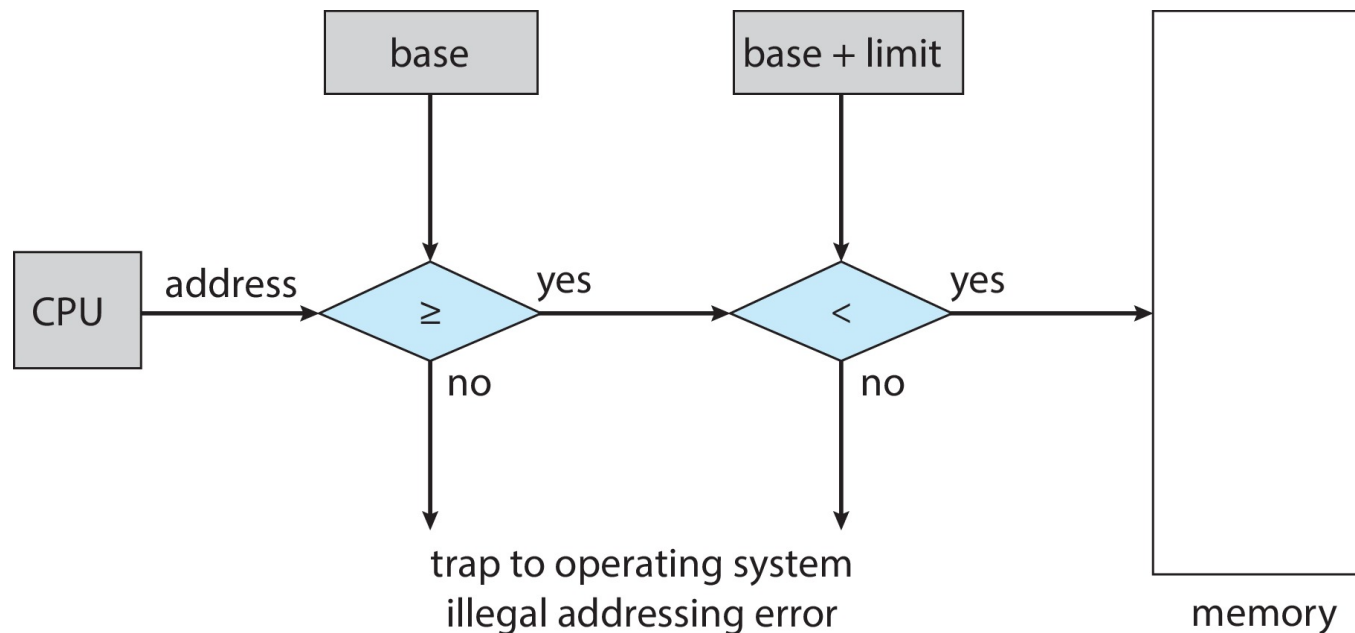 base
base + limit
CPU
address
≥
yes
<
yes
no
no
trap to operating system
illegal addressing error
memory